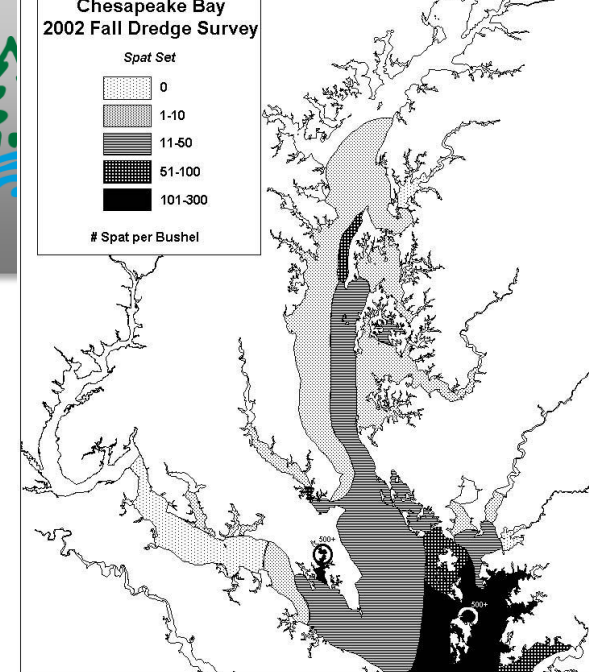 Chesapeake Bay
2002 Fall Dredge Survey
Spat Set
0
1-10
11-50
51-100
101-300
# Spat per Bushel
500+
500+